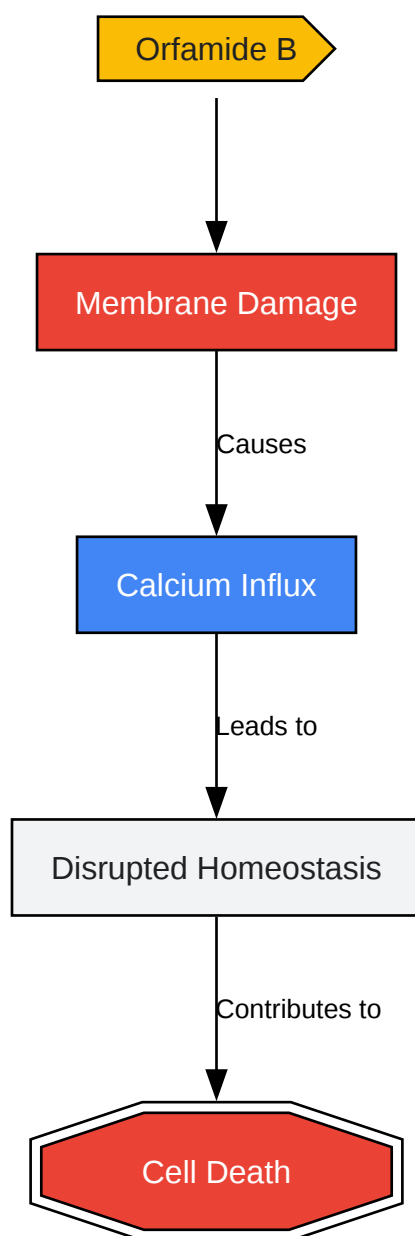 Orfamide B
Membrane Damage
Causes
Calcium Influx
Leads to
Disrupted Homeostasis
Contributes to
Cell Death